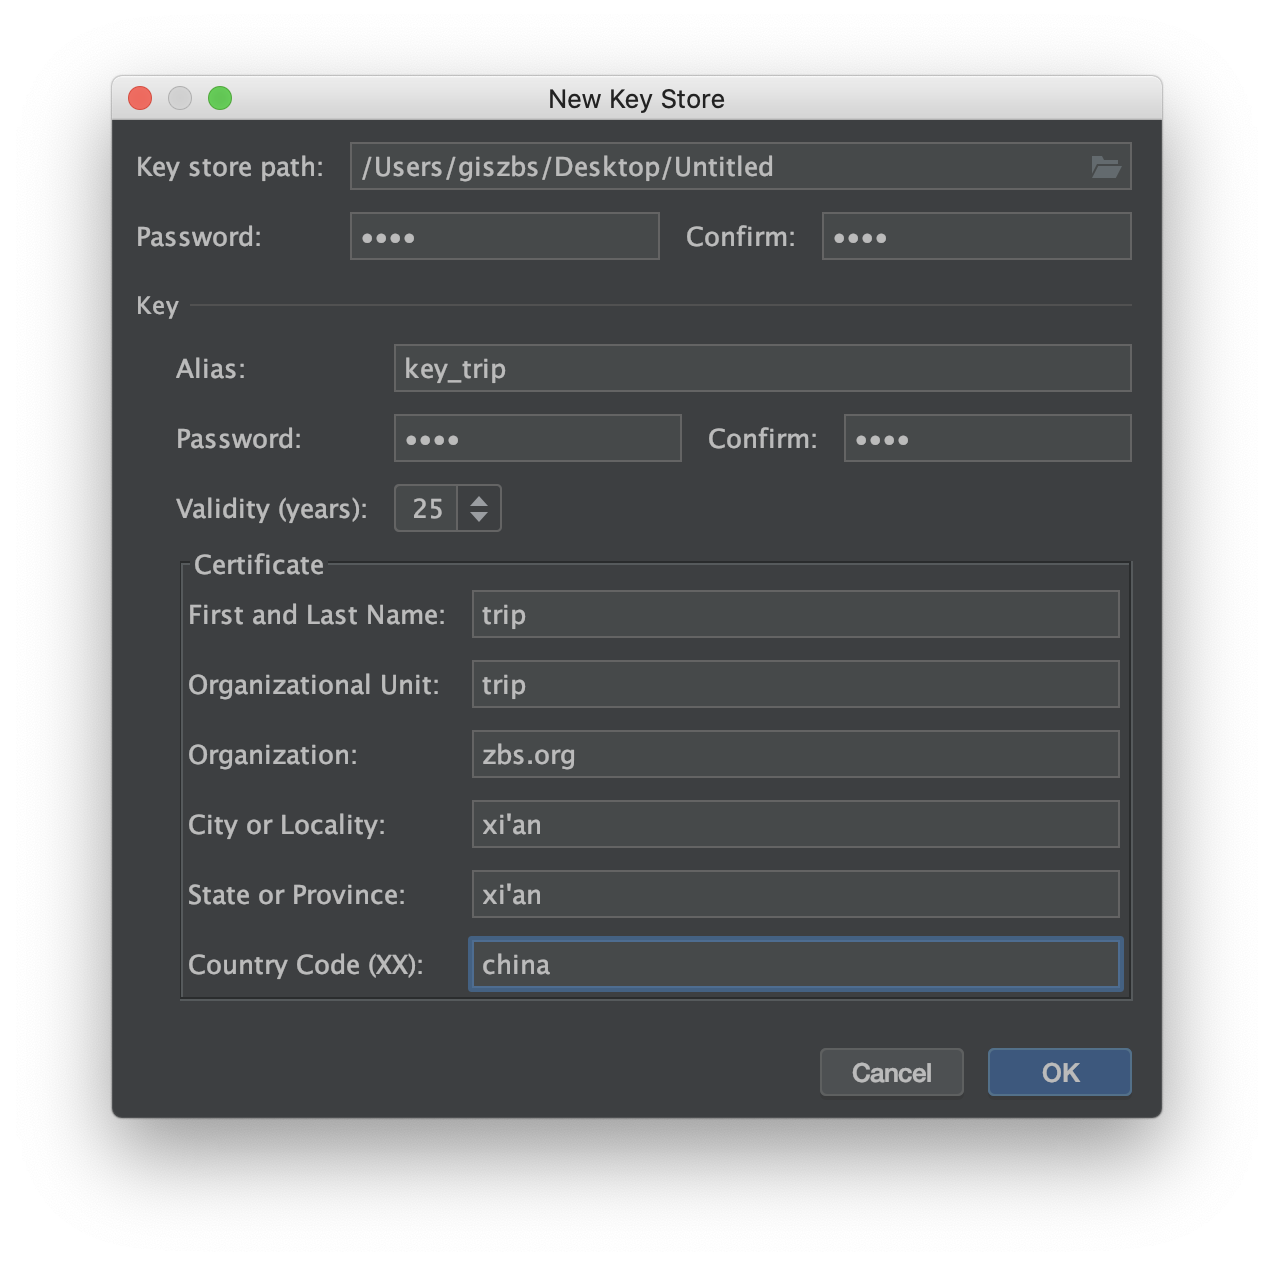 New Key Store
Key store path: /Users/giszbs/Desktop/Untitled
Password: •••• Confirm: ••••
Key
Alias: key_trip
Password: •••• Confirm: ••••
Validity (years): 25
Certificate
First and Last Name: trip
Organizational Unit: trip
Organization: zbs.org
City or Locality: xi'an
State or Province: xi'an
Country Code (XX): china
Cancel OK